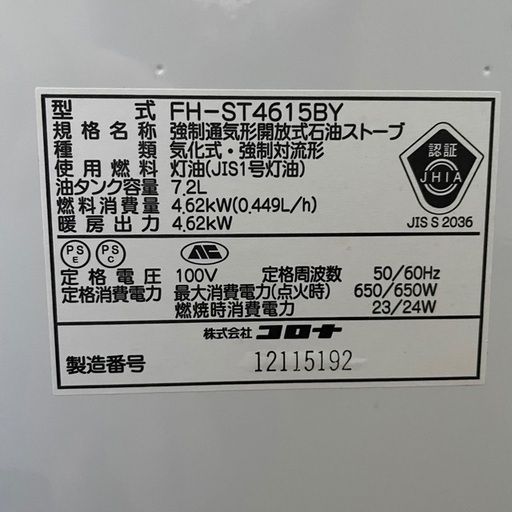 型式 FH-ST4615BY
規格名称 強制通気形開放式石油ストーブ
種類 気化式・強制対流形
使用燃料 灯油(JIS1号灯油)
油タンク容量 7.2L
燃料消費量 4.62kW(0.449L/h)
暖房出力 4.62kW
認証
JHIA
JIS S 2036
PS E
PS C
定格電圧 100V 定格周波数 50/60Hz
定格消費電力 最大消費電力(点火時) 650/650W
燃焼時消費電力 23/24W
株式会社 コロナ
製造番号 12115192